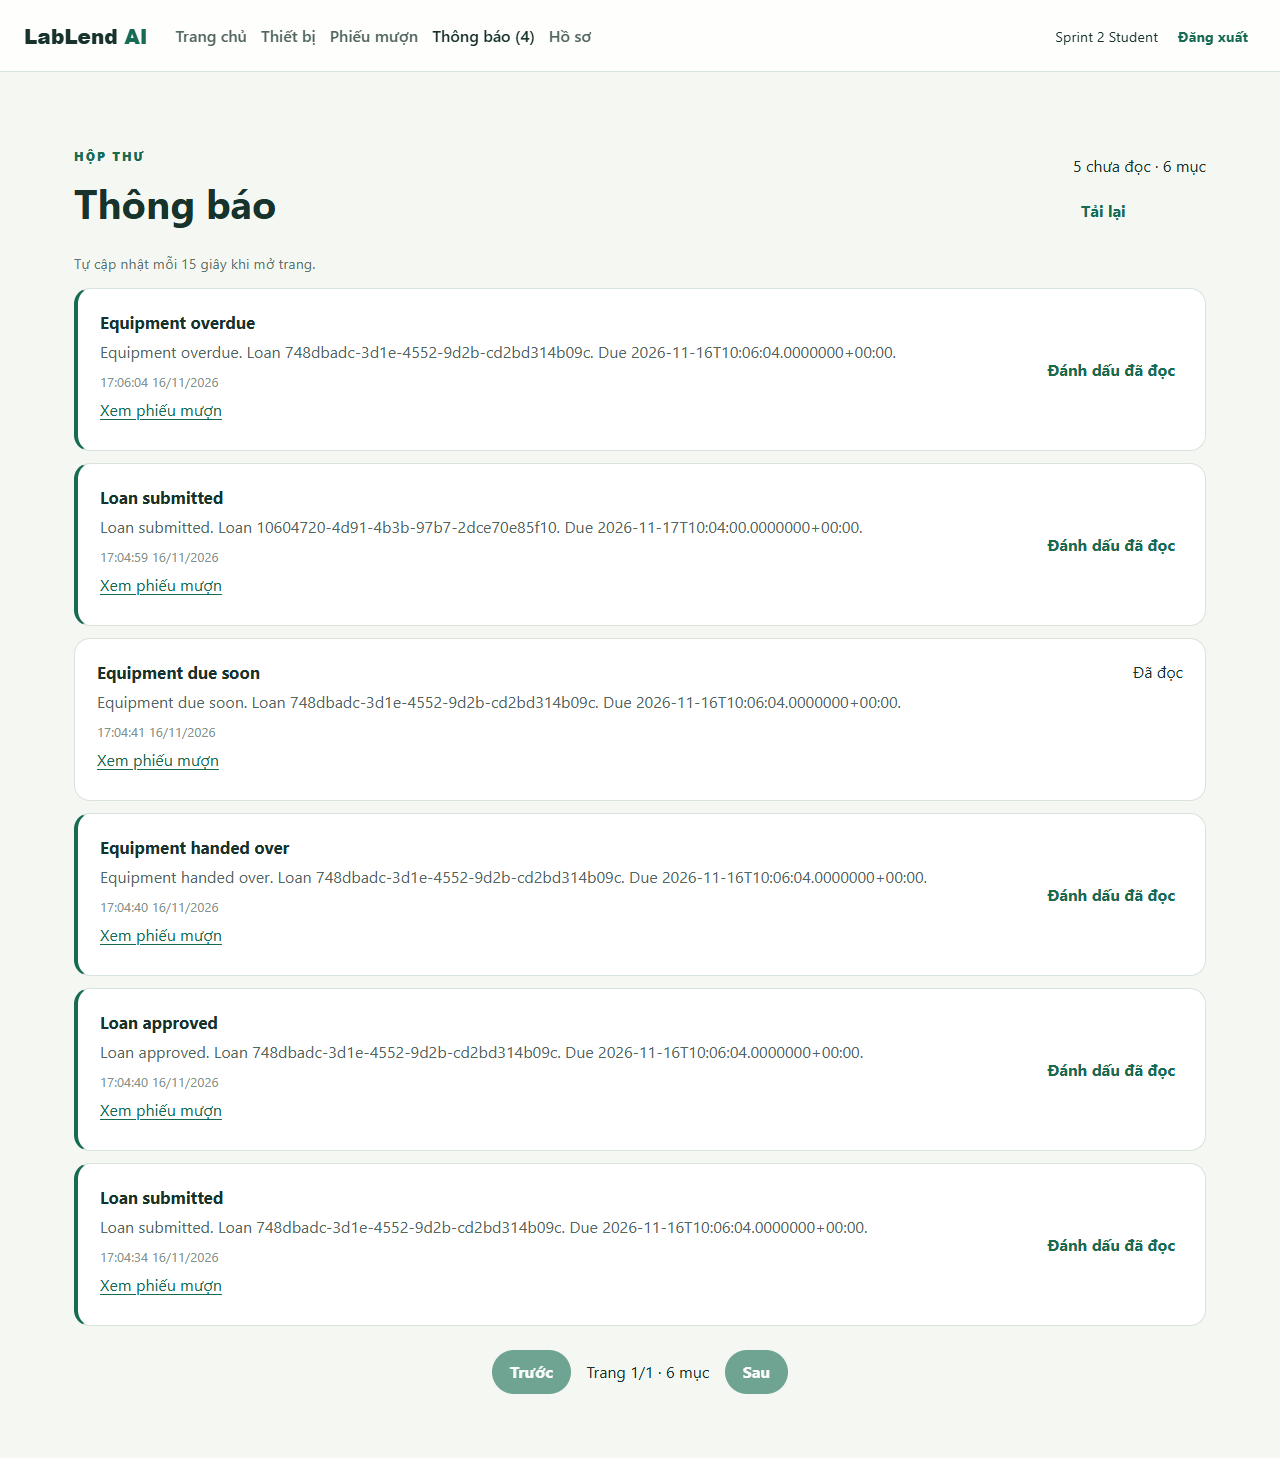 LabLend AI
Trang chủ Thiết bị Phiếu mượn Thông báo (4) Hồ sơ
Sprint 2 Student Đăng xuất
HỘP THƯ
Thông báo
5 chưa đọc · 6 mục
Tải lại
Tự cập nhật mỗi 15 giây khi mở trang.
Equipment overdue
Equipment overdue. Loan 748dbadc-3d1e-4552-9d2b-cd2bd314b09c. Due 2026-11-16T10:06:04.0000000+00:00.
17:06:04 16/11/2026
Xem phiếu mượn
Đánh dấu đã đọc
Loan submitted
Loan submitted. Loan 10604720-4d91-4b3b-97b7-2dce70e85f10. Due 2026-11-17T10:04:00.0000000+00:00.
17:04:59 16/11/2026
Xem phiếu mượn
Đánh dấu đã đọc
Equipment due soon
Đã đọc
Equipment due soon. Loan 748dbadc-3d1e-4552-9d2b-cd2bd314b09c. Due 2026-11-16T10:06:04.0000000+00:00.
17:04:41 16/11/2026
Xem phiếu mượn
Equipment handed over
Equipment handed over. Loan 748dbadc-3d1e-4552-9d2b-cd2bd314b09c. Due 2026-11-16T10:06:04.0000000+00:00.
17:04:40 16/11/2026
Xem phiếu mượn
Đánh dấu đã đọc
Loan approved
Loan approved. Loan 748dbadc-3d1e-4552-9d2b-cd2bd314b09c. Due 2026-11-16T10:06:04.0000000+00:00.
17:04:40 16/11/2026
Xem phiếu mượn
Đánh dấu đã đọc
Loan submitted
Loan submitted. Loan 748dbadc-3d1e-4552-9d2b-cd2bd314b09c. Due 2026-11-16T10:06:04.0000000+00:00.
17:04:34 16/11/2026
Xem phiếu mượn
Đánh dấu đã đọc
Trước Trang 1/1 · 6 mục Sau